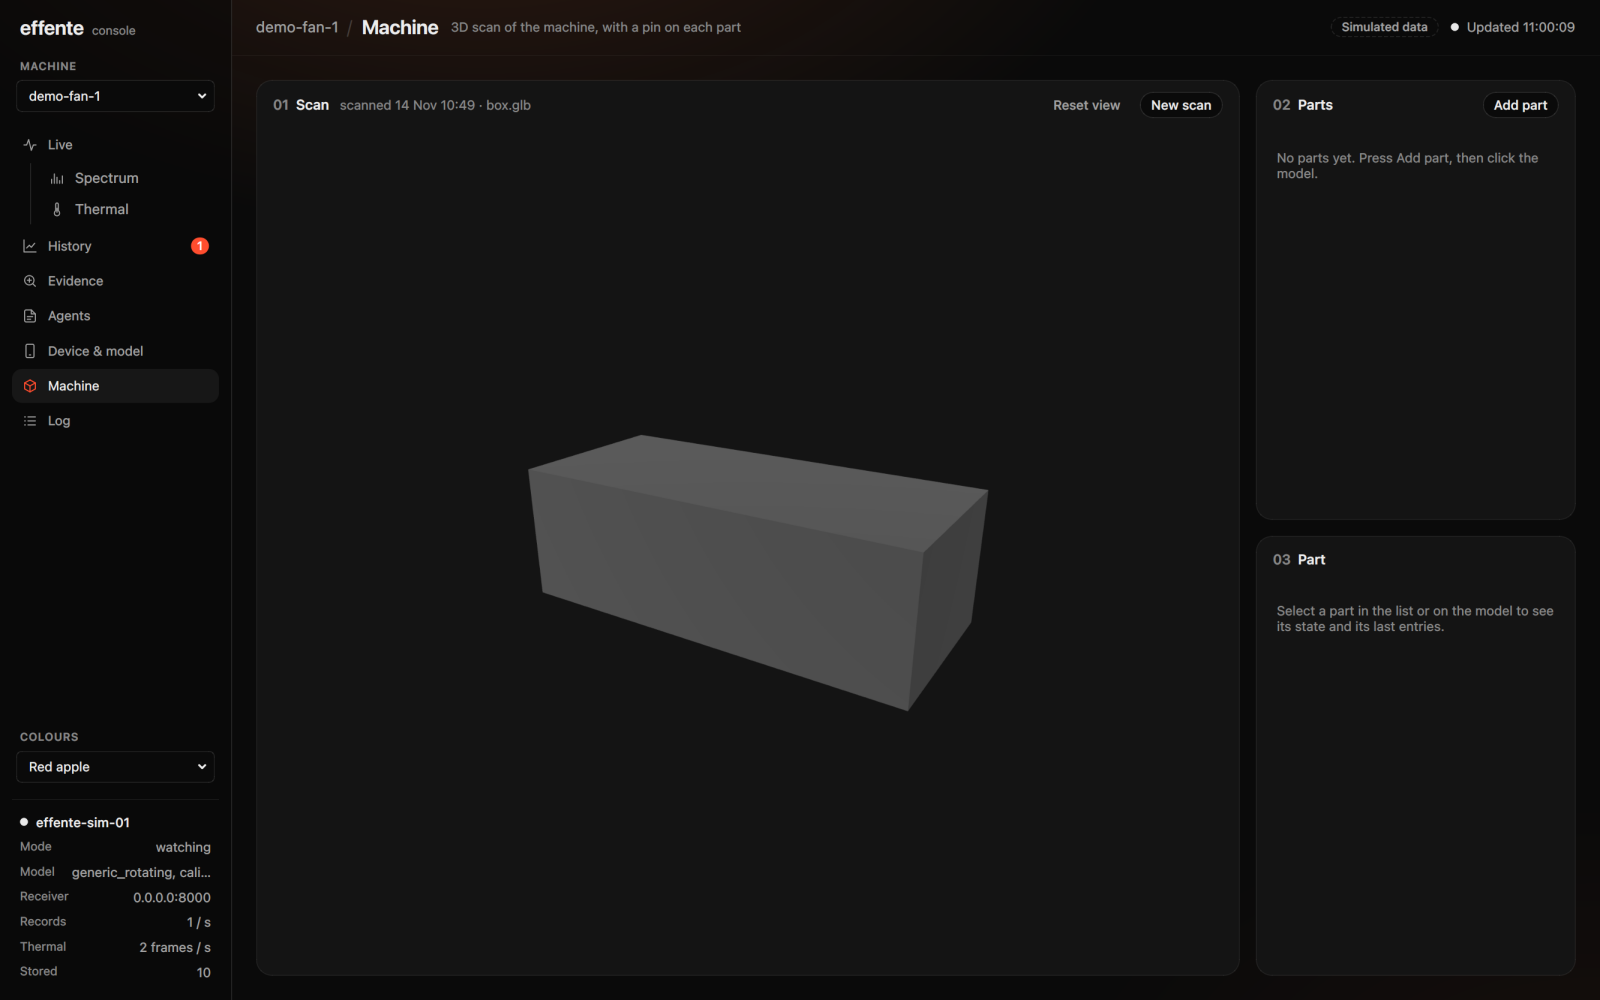 effente console
MACHINE
demo-fan-1
Live
Spectrum
Thermal
History 1
Evidence
Agents
Device & model
Machine
Log
COLOURS
Red apple
effente-sim-01
Mode watching
Model generic_rotating, cali...
Receiver 0.0.0.0:8000
Records 1 / s
Thermal 2 frames / s
Stored 10
demo-fan-1 / Machine 3D scan of the machine, with a pin on each part
Simulated data Updated 11:00:09
01 Scan scanned 14 Nov 10:49 · box.glb Reset view New scan
02 Parts Add part
No parts yet. Press Add part, then click the
model.
03 Part
Select a part in the list or on the model to see
its state and its last entries.